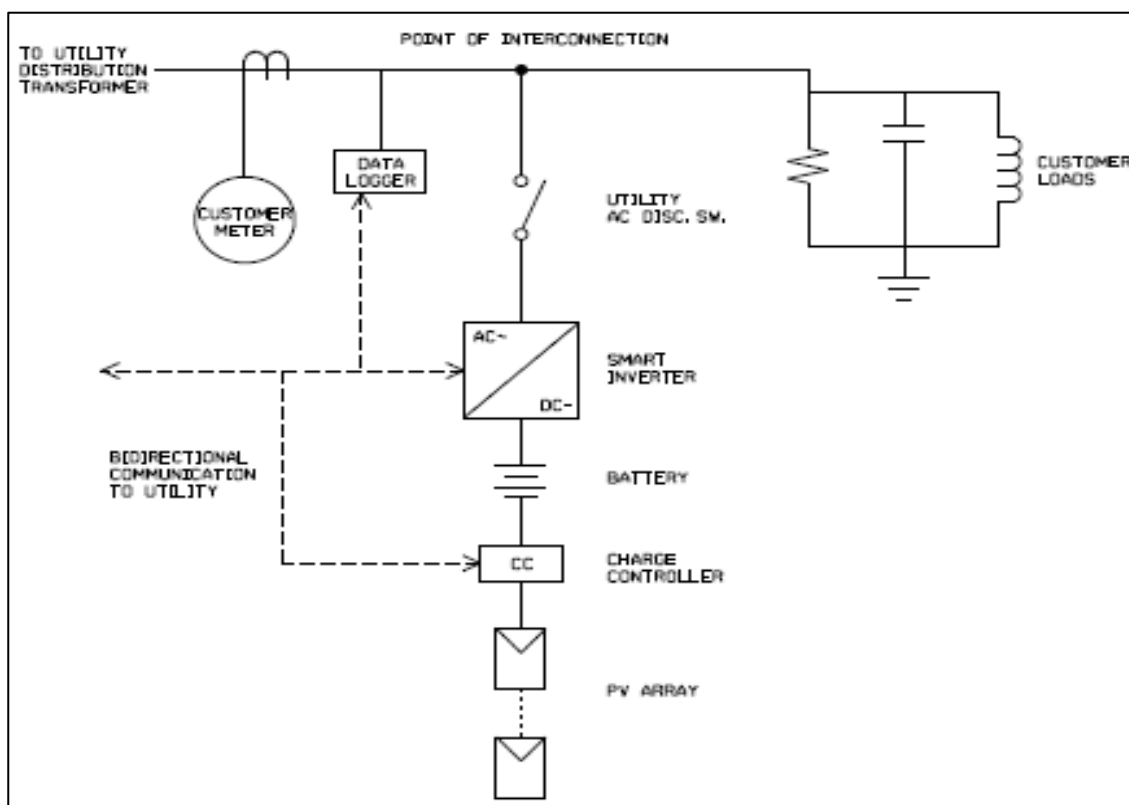 POINT OF INTERCONNECTION
TO UTILITY
DISTRIBUTION
TRANSFORMER
DATA
LOGGER
CUSTOMER
METER
CUSTOMER
LOADS
UTILITY
AC DISC. SW.
AC~
DC-
SMART
INVERTER
BIDIRECTIONAL
COMMUNICATION
TO UTILITY
BATTERY
CC
CHARGE
CONTROLLER
PV ARRAY